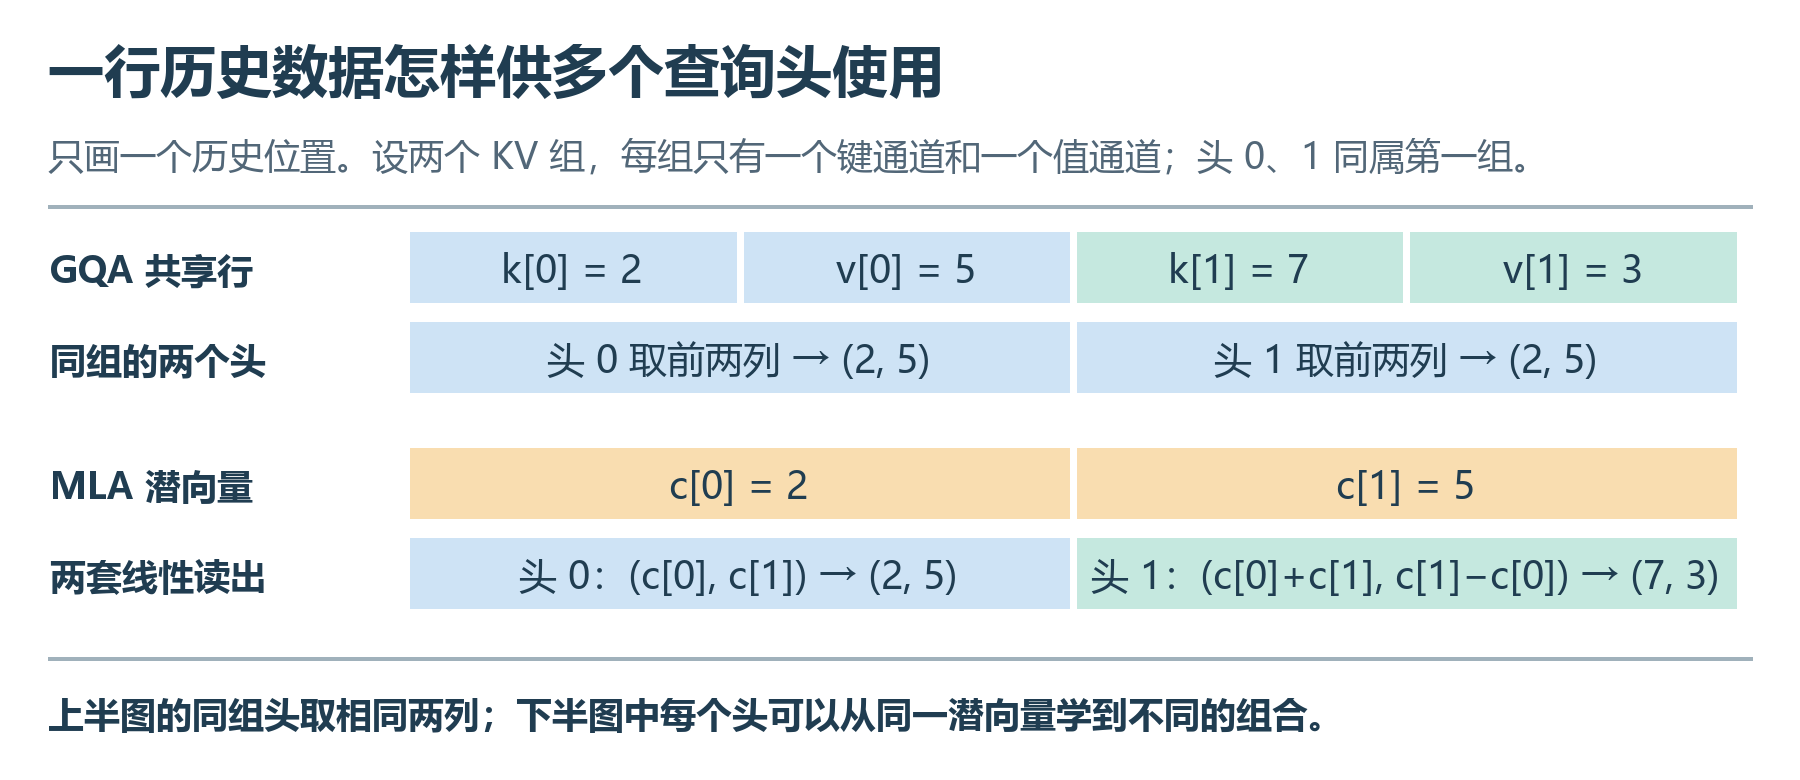 一行历史数据怎样供多个查询头使用
只画一个历史位置。设两个 KV 组，每组只有一个键通道和一个值通道；头 0、1 同属第一组。
GQA 共享行 k[0] = 2 v[0] = 5 k[1] = 7 v[1] = 3
同组的两个头 头 0 取前两列 → (2, 5) 头 1 取前两列 → (2, 5)
MLA 潜向量 c[0] = 2 c[1] = 5
两套线性读出 头 0：(c[0], c[1]) → (2, 5) 头 1：(c[0]+c[1], c[1]−c[0]) → (7, 3)
上半图的同组头取相同两列；下半图中每个头可以从同一潜向量学到不同的组合。